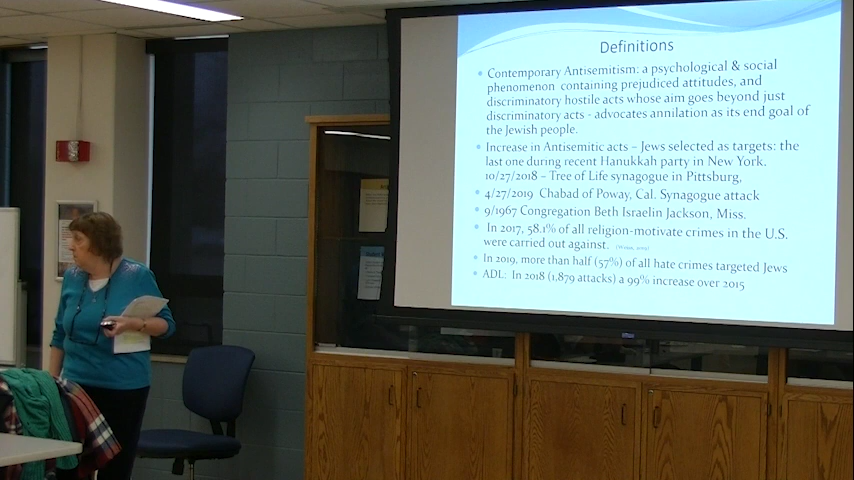 Definitions
Contemporary Antisemitism: a psychological & social
phenomenon containing prejudiced attitudes, and
discriminatory hostile acts whose aim goes beyond just
discriminatory acts - advocates annilation as its end goal of
the Jewish people.
Increase in Antisemitic acts – Jews selected as targets: the
last one during recent Hanukkah party in New York.
10/27/2018 – Tree of Life synagogue in Pittsburg,
4/27/2019 Chabad of Poway, Cal. Synagogue attack
9/1967 Congregation Beth Israelin Jackson, Miss.
In 2017, 58.1% of all religion-motivate crimes in the U.S.
were carried out against.
In 2019, more than half (57%) of all hate crimes targeted Jews
ADL: In 2018 (1,879 attacks) a 99% increase over 2015